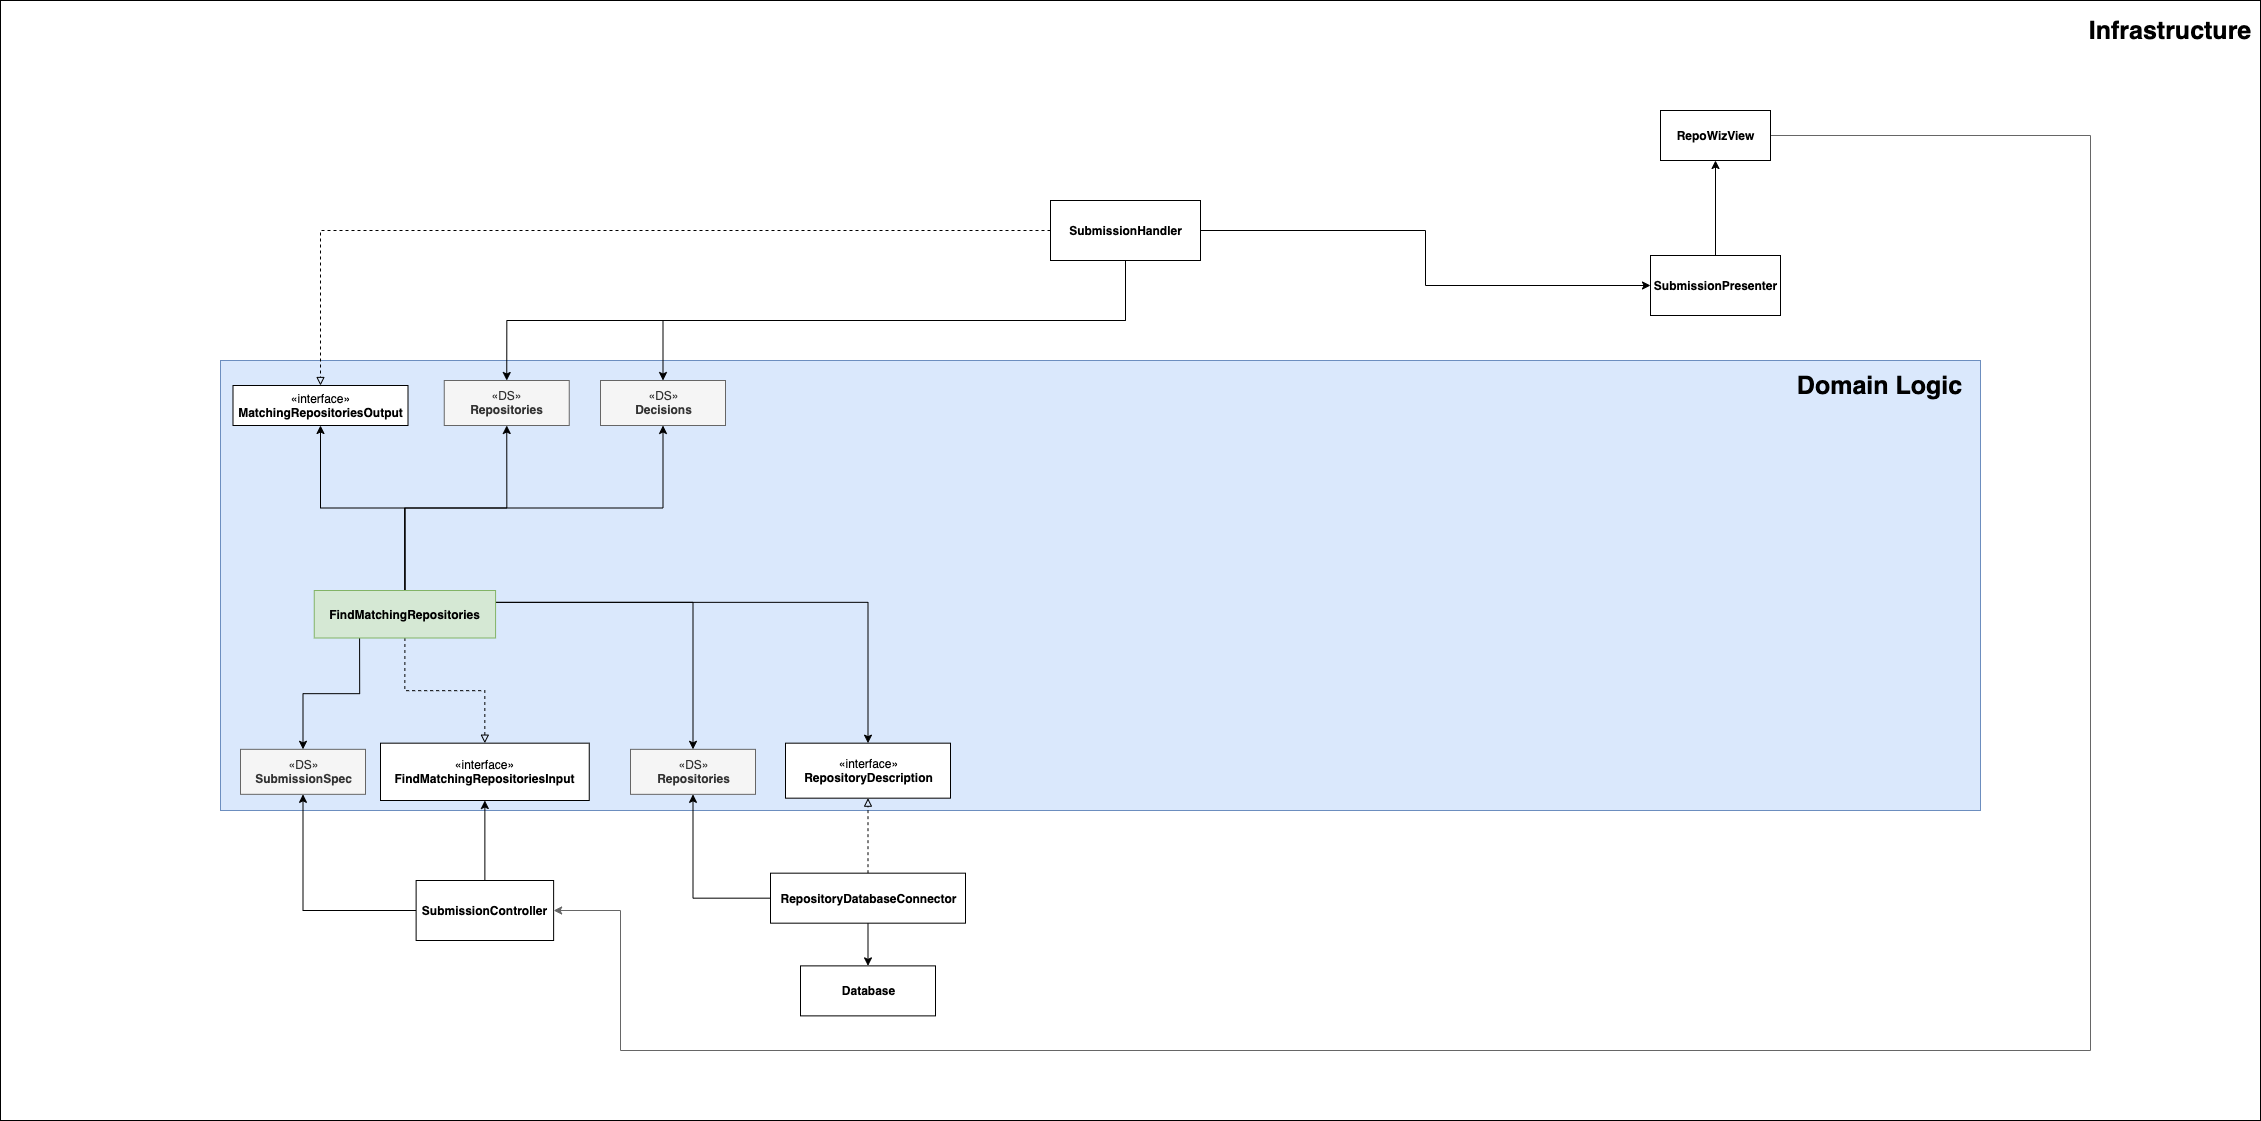 Infrastructure
RepoWizView
SubmissionHandler
SubmissionPresenter
Domain Logic
«interface»
MatchingRepositoriesOutput
«DS»
Repositories
«DS»
Decisions
FindMatchingRepositories
«DS»
SubmissionSpec
«interface»
FindMatchingRepositoriesInput
«DS»
Repositories
«interface»
RepositoryDescription
SubmissionController
RepositoryDatabaseConnector
Database